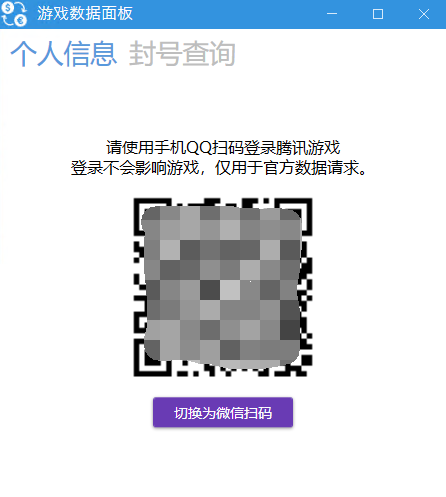 游戏数据面板
个人信息 封号查询
请使用手机QQ扫码登录腾讯游戏
登录不会影响游戏，仅用于官方数据请求。
切换为微信扫码